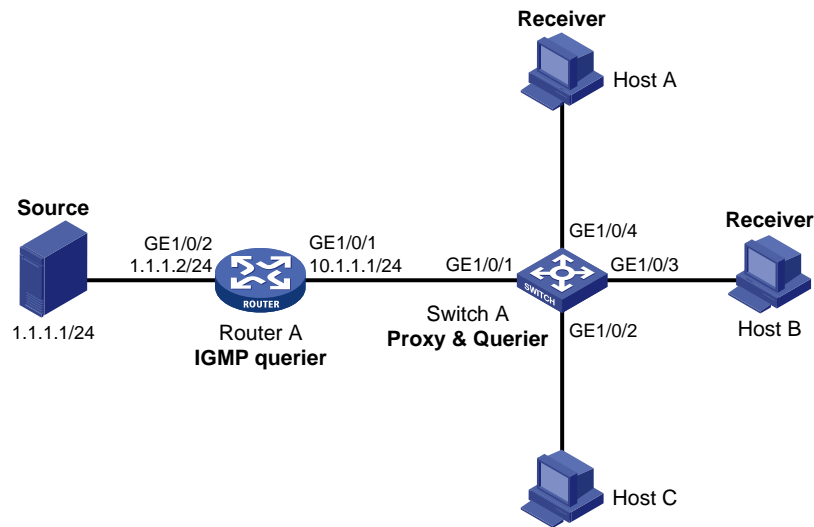 Receiver
Host A
Source
GE1/0/2
1.1.1.2/24
GE1/0/1
10.1.1.1/24
ROUTER
1.1.1.1/24
Router A
IGMP querier
GE1/0/1
GE1/0/4
GE1/0/3
SWITCH
Switch A
Proxy & Querier
GE1/0/2
Receiver
Host B
Host C